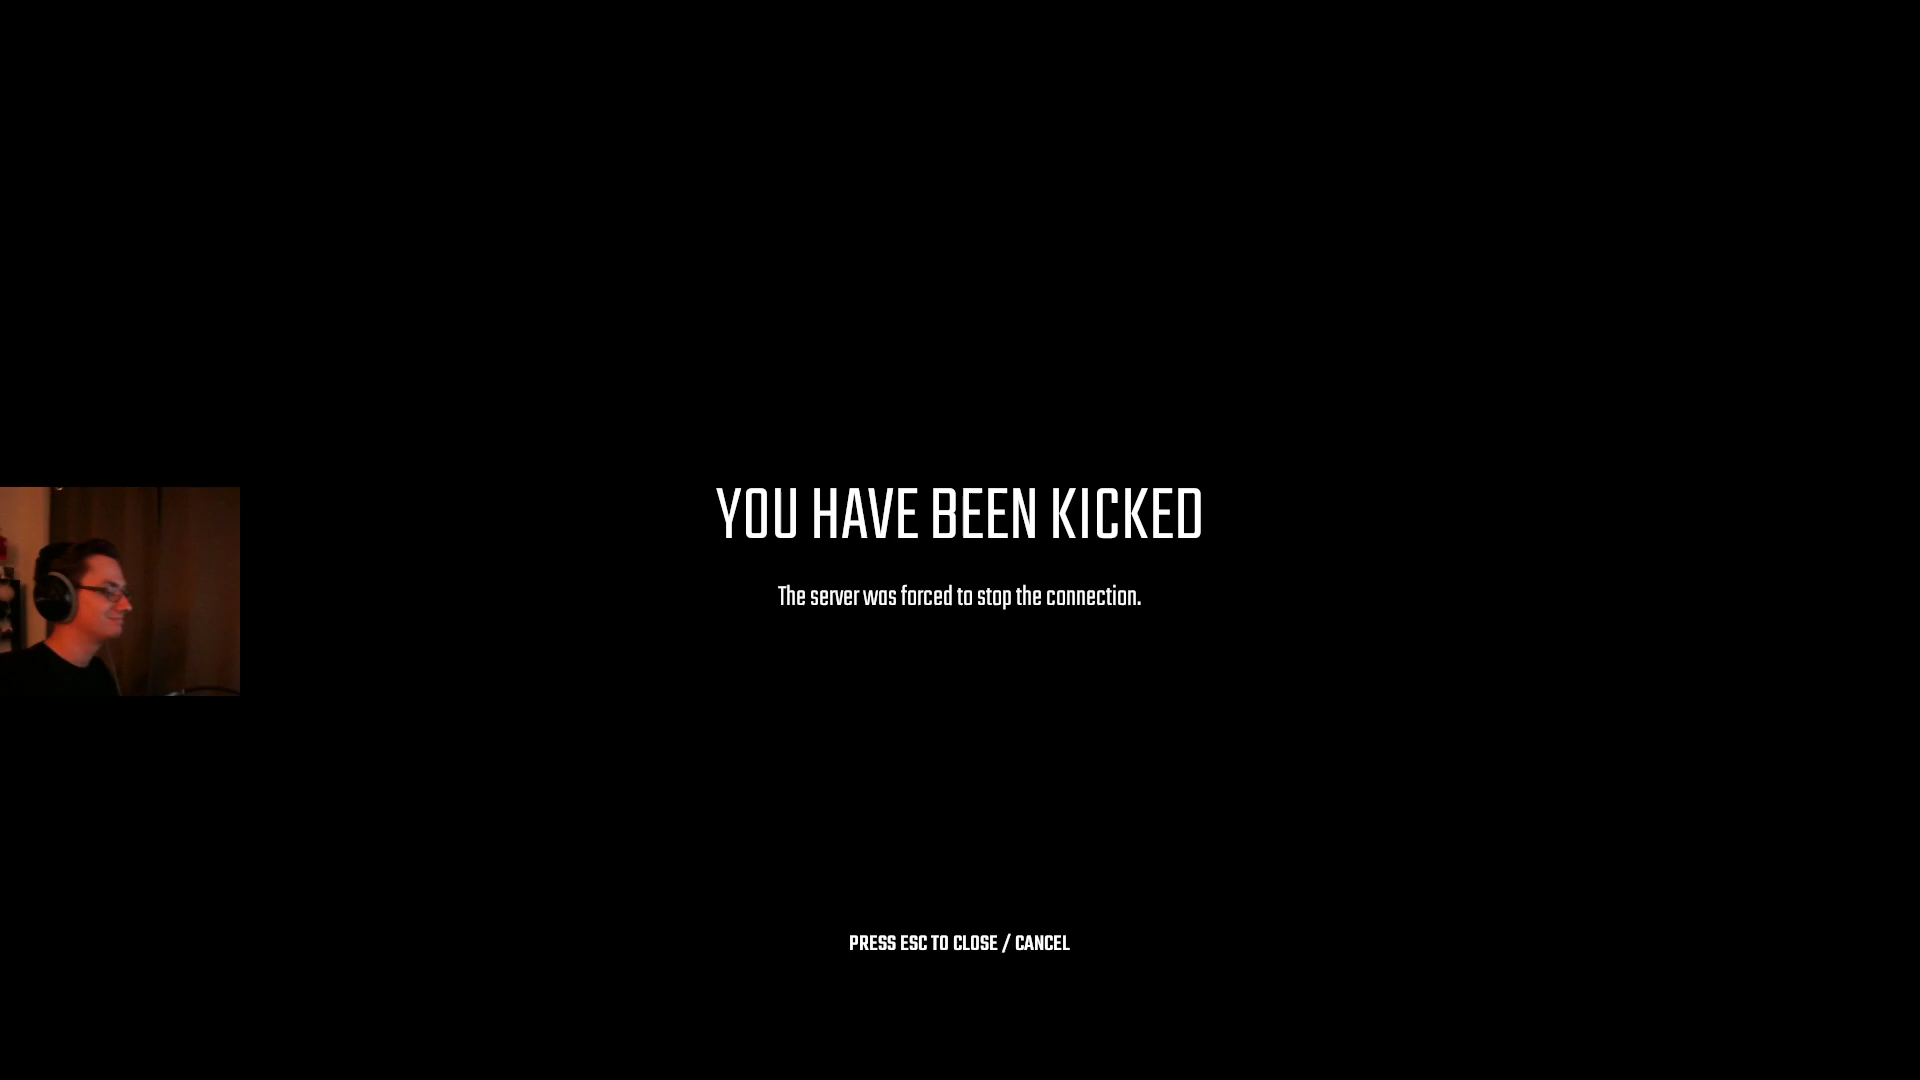 YOU HAVE BEEN KICKED
The server was forced to stop the connection.
PRESS ESC TO CLOSE / CANCEL